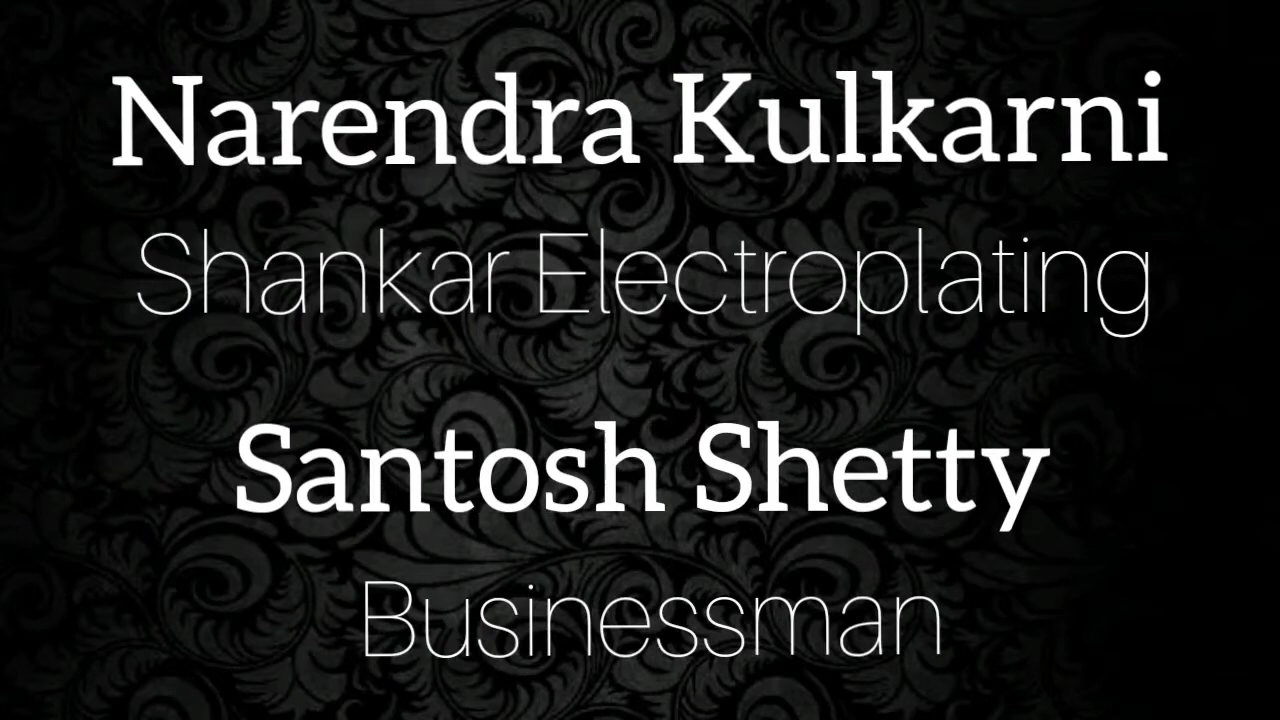 Narendra Kulkarni
Shankar Electroplating
Santosh Shetty
Businessman